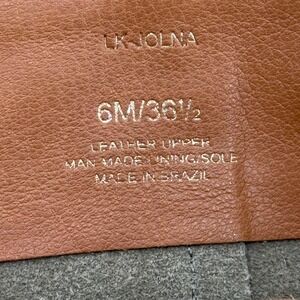 LK-JOLNA
6M/36½
LEATHER UPPER
MAN MADE LINING/SOLE
MADE IN BRAZIL